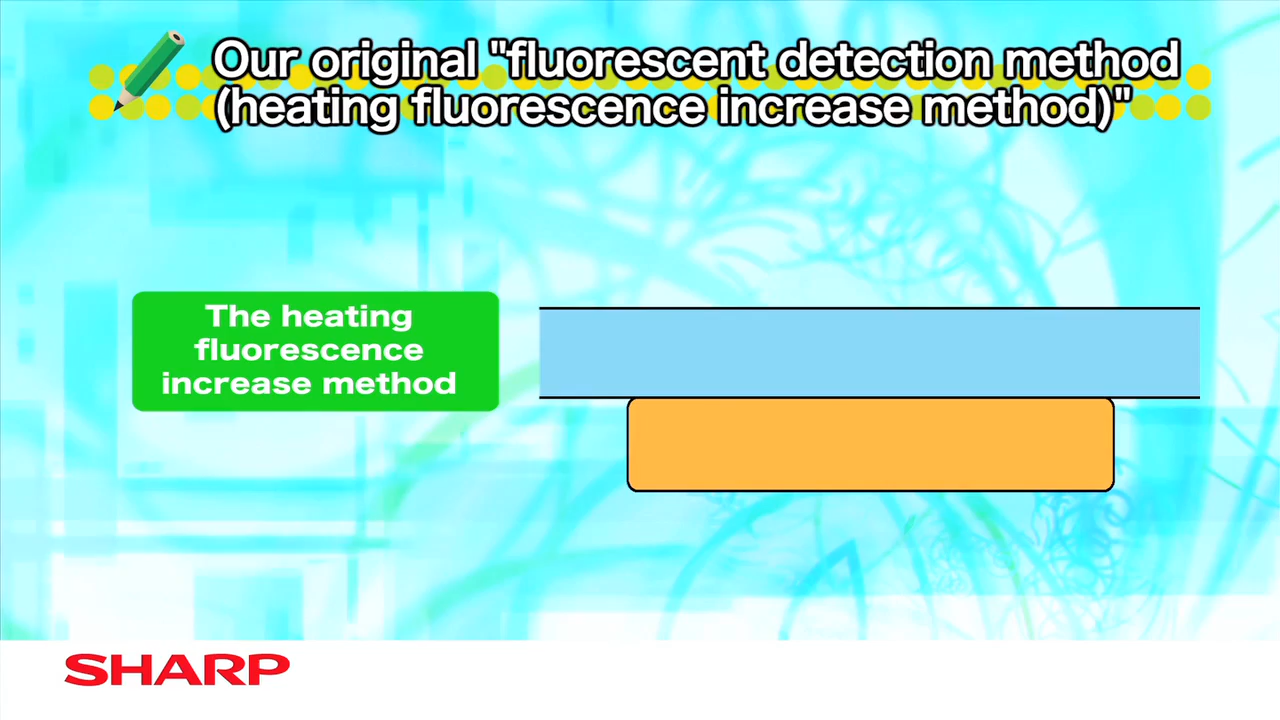 Our original "fluorescent detection method
(heating fluorescence increase method)"
The heating
fluorescence
increase method
SHARP